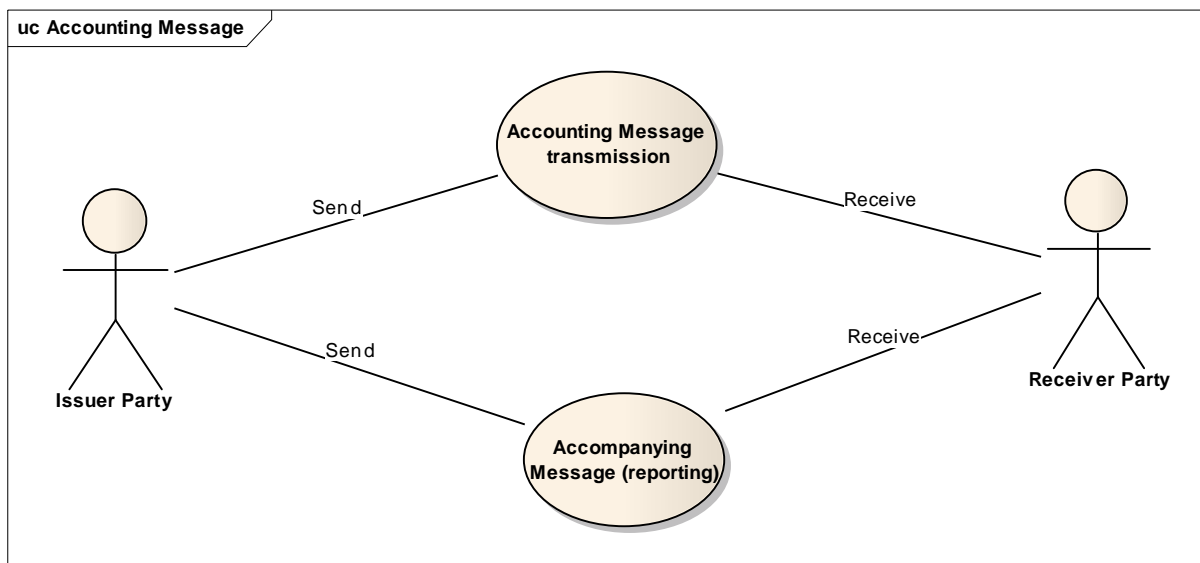 uc Accounting Message
Accounting Message
transmission
Send
Receive
Send
Receive
Issuer Party
Receiver Party
Accompanying
Message (reporting)